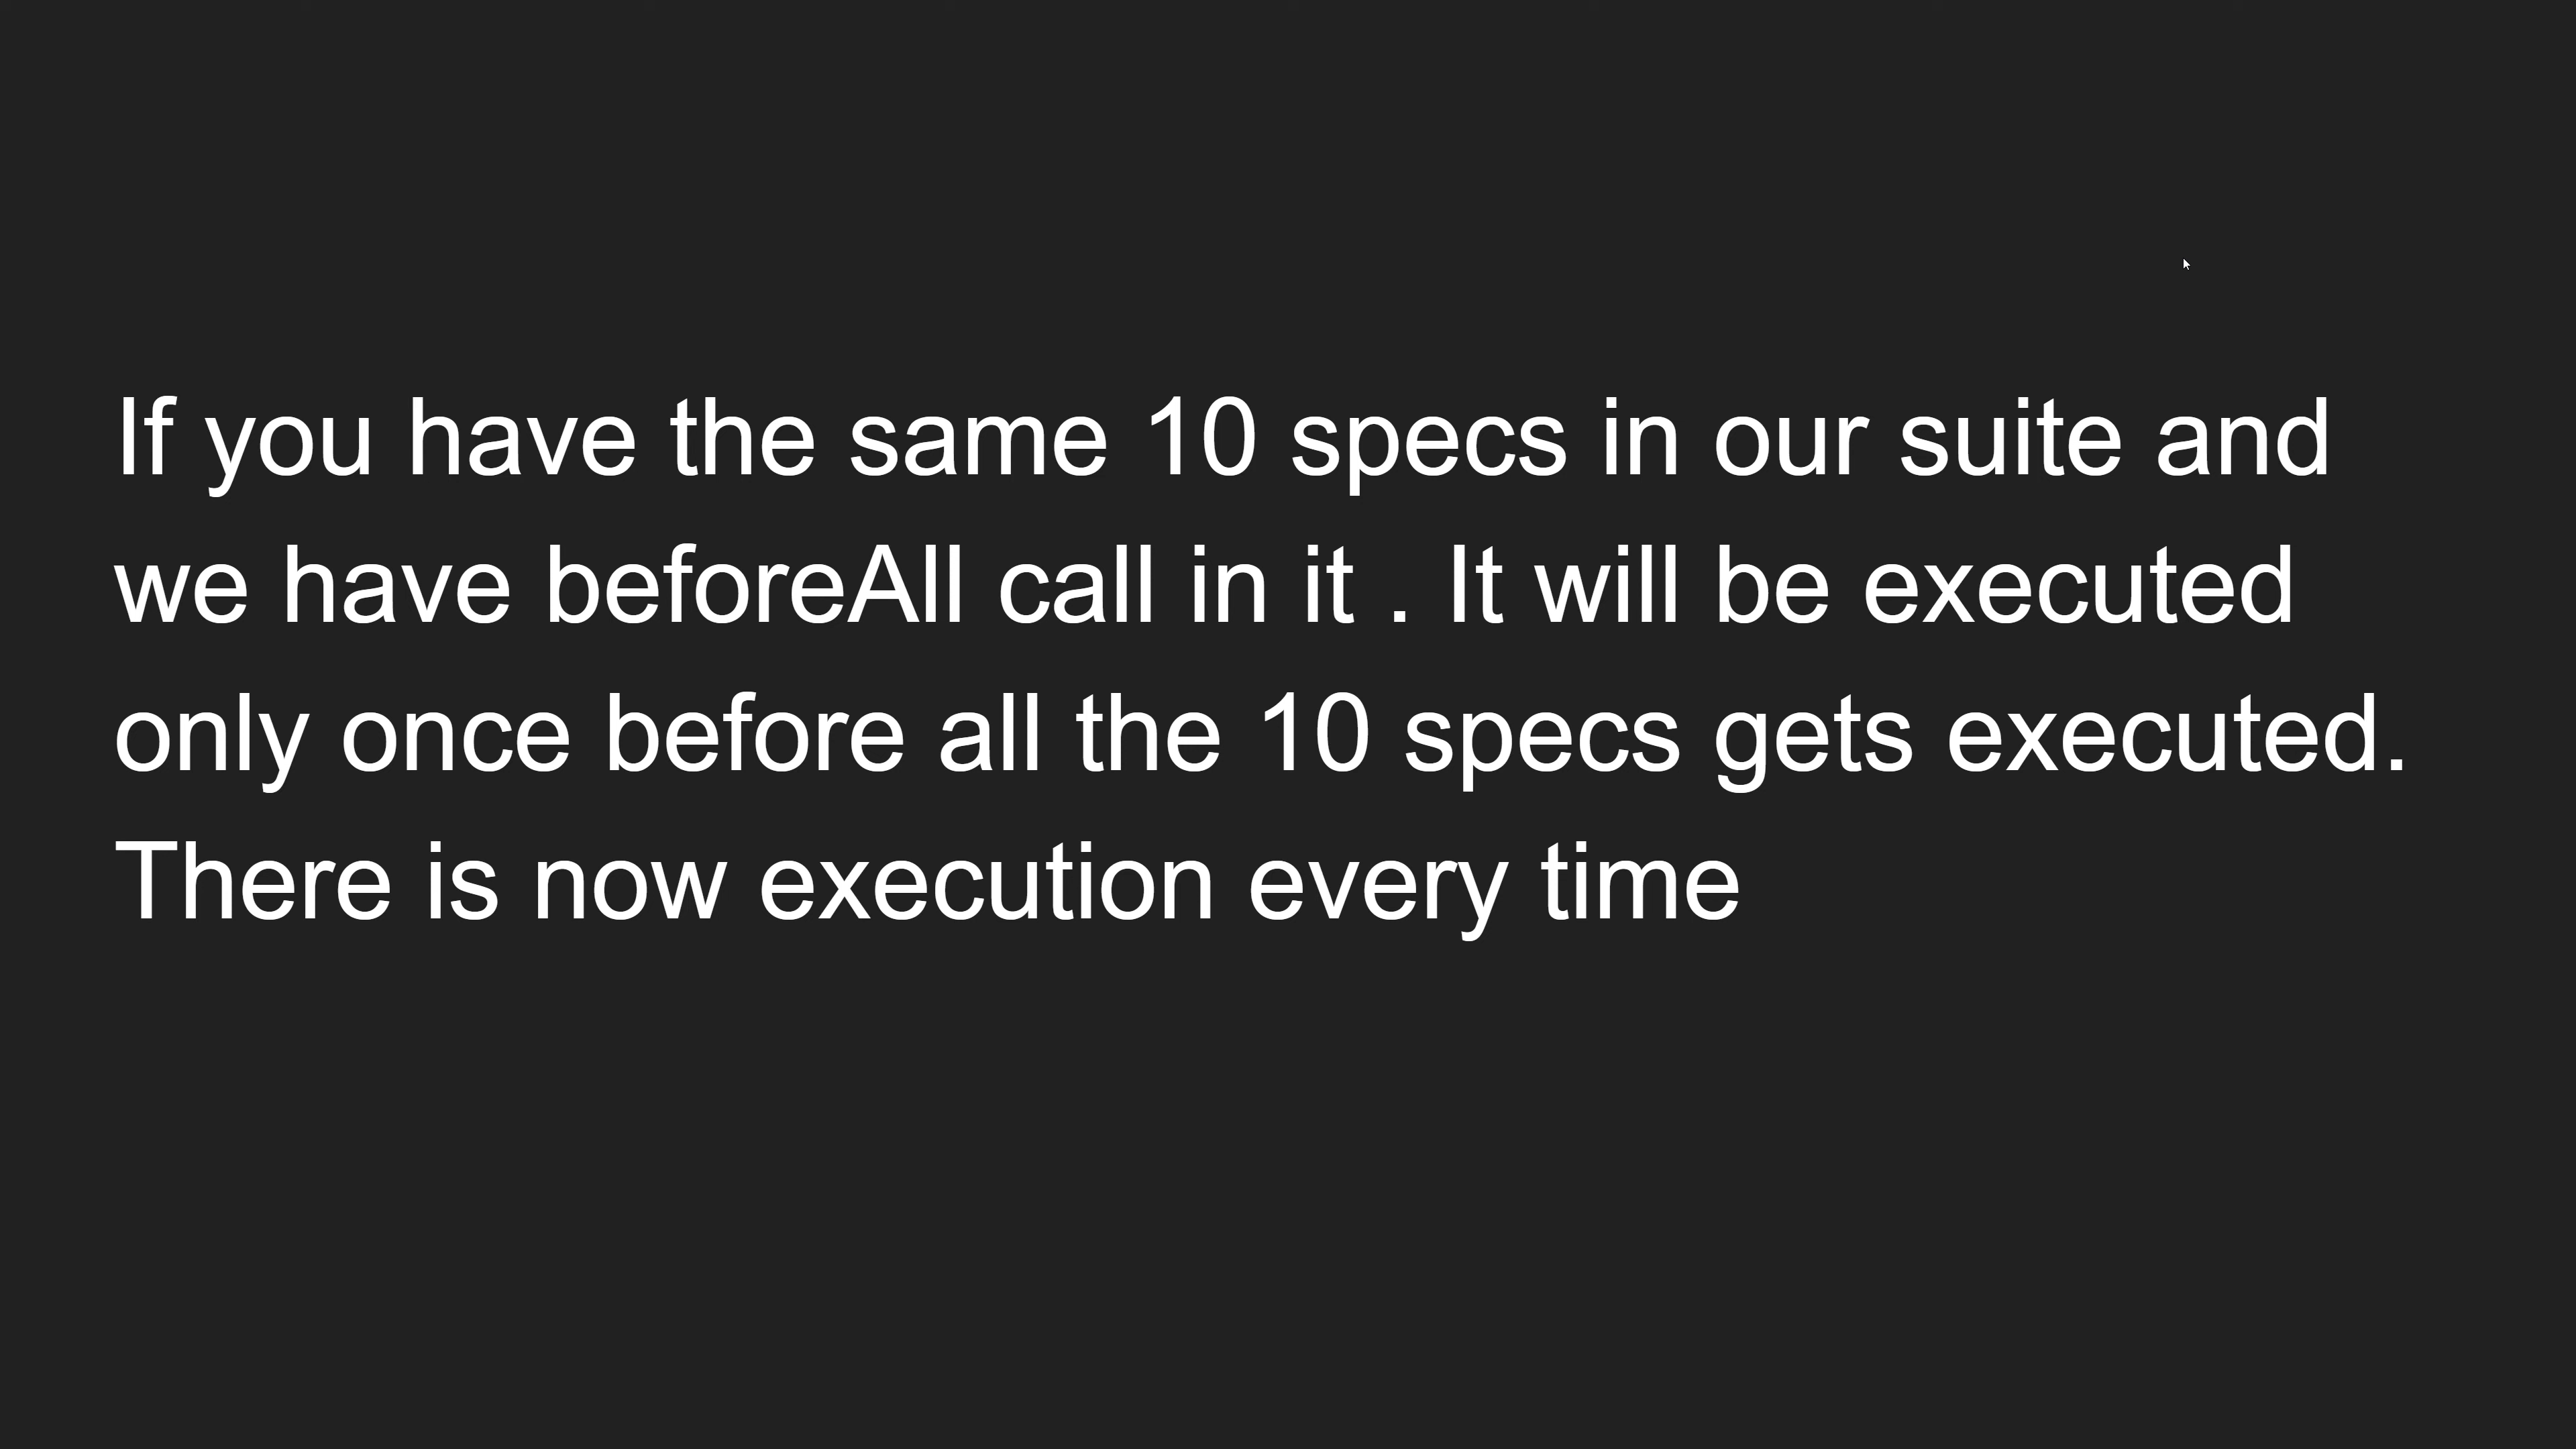 If you have the same 10 specs in our suite and
we have beforeAll call in it . It will be executed
only once before all the 10 specs gets executed.
There is now execution every time